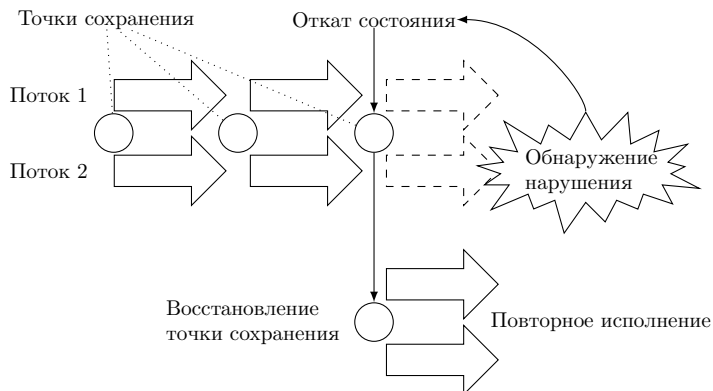 Точки сохранения
Откат состояния
Поток 1
Поток 2
Обнаружение
нарушения
Восстановление
точки сохранения
Повторное исполнение